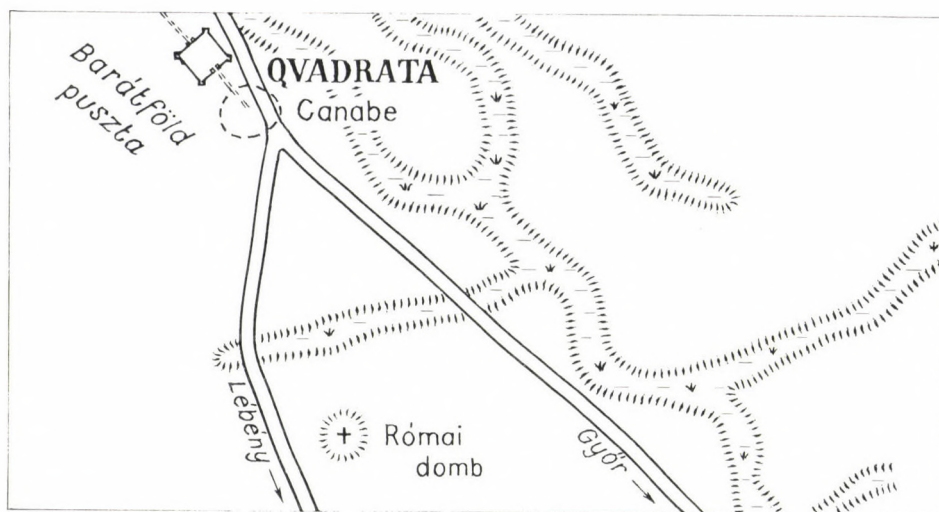 QVADRATA
Barátföld
puszta
Canabe
Lébény
Római
domb
Győr